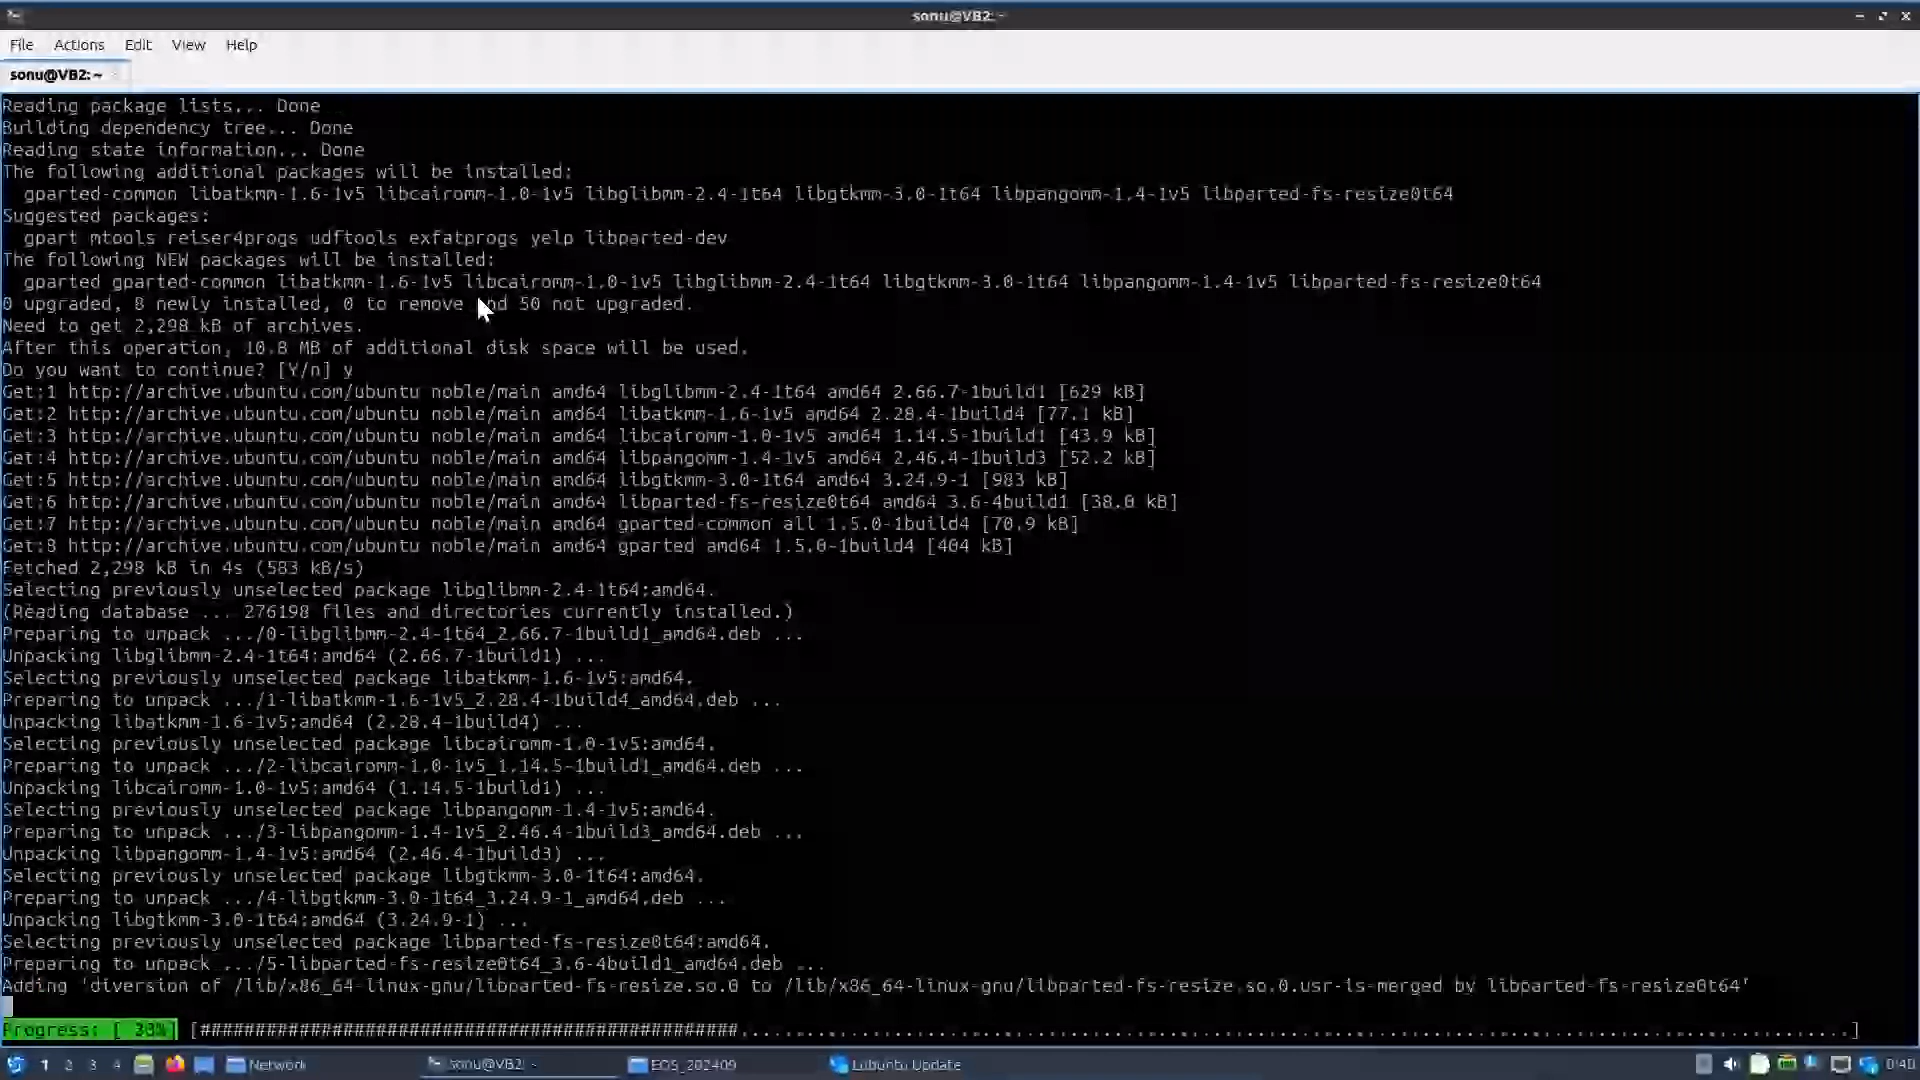 sonu@VB2: ~
File Actions Edit View Help
sonu@VB2: ~
Reading package lists... Done
Building dependency tree... Done
Reading state information... Done
The following additional packages will be installed:
gparted-common libatkmm-1.6-1v5 libcairomm-1.0-1v5 libglibmm-2.4-1t64 libgtkmm-3.0-1t64 libpangomm-1.4-1v5 libparted-fs-resize0t64
Suggested packages:
gpart mtools reiser4progs udftools exfatprogs yelp libparted-dev
The following NEW packages will be installed:
gparted gparted-common libatkmm-1.6-1v5 libcairomm-1.0-1v5 libglibmm-2.4-1t64 libgtkmm-3.0-1t64 libpangomm-1.4-1v5 libparted-fs-resize0t64
0 upgraded, 8 newly installed, 0 to remove and 50 not upgraded.
Need to get 2,298 kB of archives.
After this operation, 10.8 MB of additional disk space will be used.
Do you want to continue? [Y/n] y
Get:1 http://archive.ubuntu.com/ubuntu noble/main amd64 libglibmm-2.4-1t64 amd64 2.66.7-1build1 [629 kB]
Get:2 http://archive.ubuntu.com/ubuntu noble/main amd64 libatkmm-1.6-1v5 amd64 2.28.4-1build4 [77.1 kB]
Get:3 http://archive.ubuntu.com/ubuntu noble/main amd64 libcairomm-1.0-1v5 amd64 1.14.5-1build1 [43.9 kB]
Get:4 http://archive.ubuntu.com/ubuntu noble/main amd64 libpangomm-1.4-1v5 amd64 2.46.4-1build3 [52.2 kB]
Get:5 http://archive.ubuntu.com/ubuntu noble/main amd64 libgtkmm-3.0-1t64 amd64 3.24.9-1 [983 kB]
Get:6 http://archive.ubuntu.com/ubuntu noble/main amd64 libparted-fs-resize0t64 amd64 3.6-4build1 [38.0 kB]
Get:7 http://archive.ubuntu.com/ubuntu noble/main amd64 gparted-common all 1.5.0-1build4 [70.9 kB]
Get:8 http://archive.ubuntu.com/ubuntu noble/main amd64 gparted amd64 1.5.0-1build4 [404 kB]
Fetched 2,298 kB in 4s (583 kB/s)
Selecting previously unselected package libglibmm-2.4-1t64:amd64.
(Reading database ... 276198 files and directories currently installed.)
Preparing to unpack .../0-libglibmm-2.4-1t64_2.66.7-1build1_amd64.deb ...
Unpacking libglibmm-2.4-1t64:amd64 (2.66.7-1build1) ...
Selecting previously unselected package libatkmm-1.6-1v5:amd64.
Preparing to unpack .../1-libatkmm-1.6-1v5_2.28.4-1build4_amd64.deb ...
Unpacking libatkmm-1.6-1v5:amd64 (2.28.4-1build4) ...
Selecting previously unselected package libcairomm-1.0-1v5:amd64.
Preparing to unpack .../2-libcairomm-1.0-1v5_1.14.5-1build1_amd64.deb ...
Unpacking libcairomm-1.0-1v5:amd64 (1.14.5-1build1) ...
Selecting previously unselected package libpangomm-1.4-1v5:amd64.
Preparing to unpack .../3-libpangomm-1.4-1v5_2.46.4-1build3_amd64.deb ...
Unpacking libpangomm-1.4-1v5:amd64 (2.46.4-1build3) ...
Selecting previously unselected package libgtkmm-3.0-1t64:amd64.
Preparing to unpack .../4-libgtkmm-3.0-1t64_3.24.9-1_amd64.deb ...
Unpacking libgtkmm-3.0-1t64:amd64 (3.24.9-1) ...
Selecting previously unselected package libparted-fs-resize0t64:amd64.
Preparing to unpack .../5-libparted-fs-resize0t64_3.6-4build1_amd64.deb ...
Adding 'diversion of /lib/x86_64-linux-gnu/libparted-fs-resize.so.0 to /lib/x86_64-linux-gnu/libparted-fs-resize.so.0.usr-is-merged by libparted-fs-resize0t64'
Progress: [ 33%] [#################################################.....................................................................................................]
1 2 3 4 Network sonu@VB2: ~ EOS_202409 Lubuntu Update 0:40